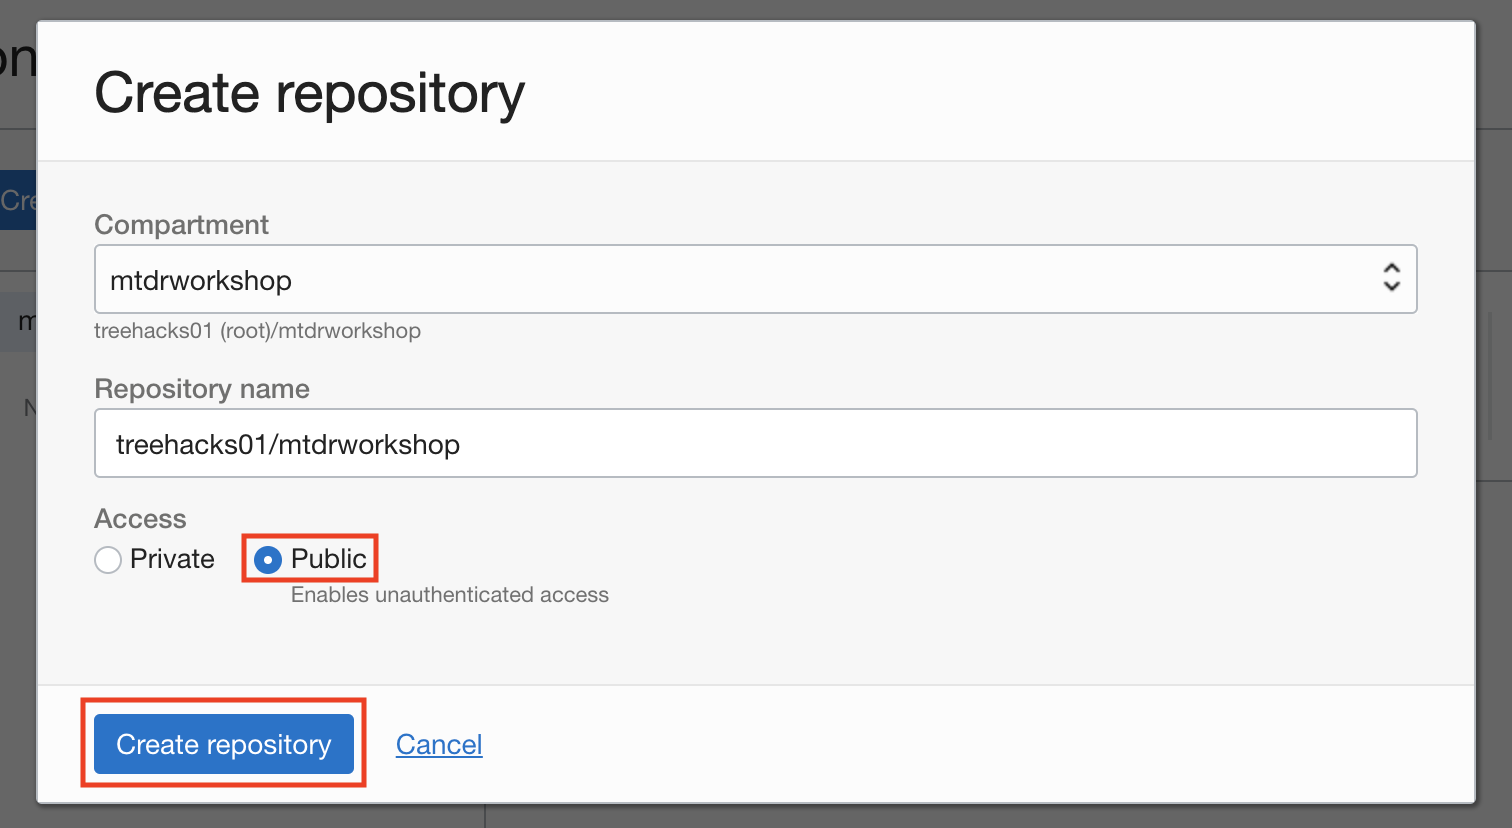 on
Create repository
Cre
Compartment
mtdrworkshop
treehacks01 (root)/mtdrworkshop
m
Repository name
N
treehacks01/mtdrworkshop
Access
Private
Public
Enables unauthenticated access
Create repository
Cancel